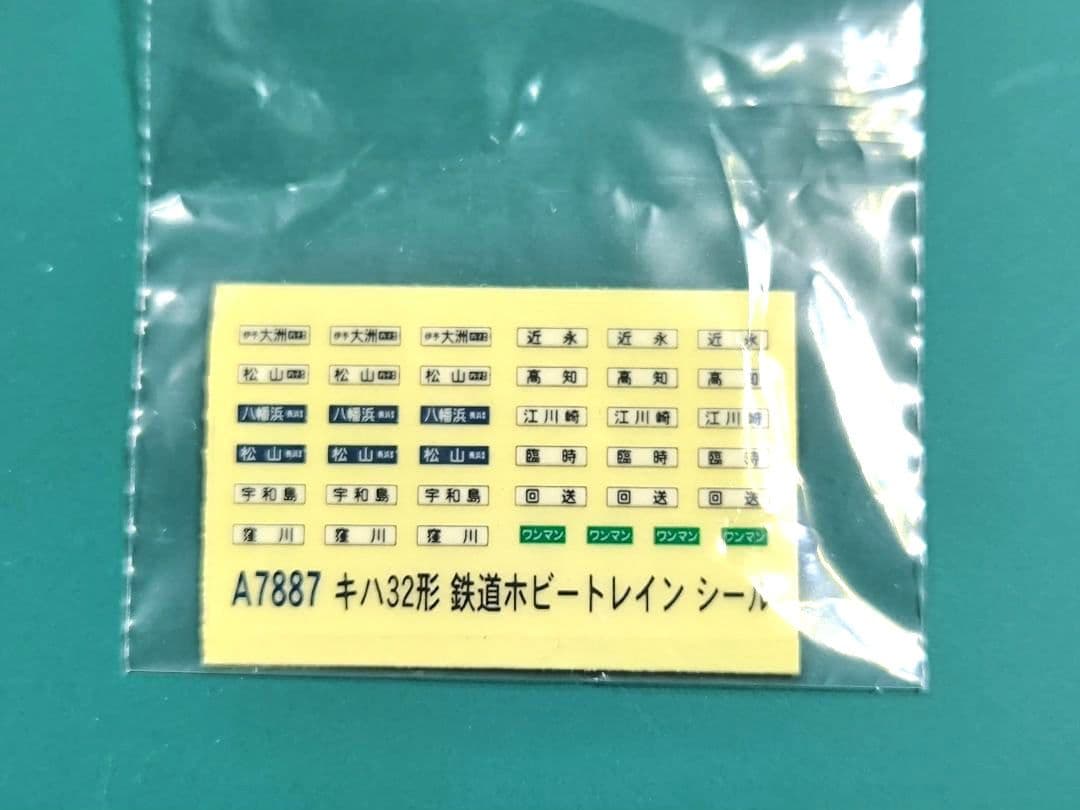 伊予大洲 伊予大洲 伊予大洲 近永 近永 近永
松山 松山 松山 高知 高知 高知
八幡浜 八幡浜 八幡浜 江川崎 江川崎 江川崎
松山 松山 松山 臨時 臨時 臨時
宇和島 宇和島 宇和島 回送 回送 回送
窪川 窪川 窪川 ワンマン ワンマン ワンマン ワンマン
A7887 キハ32形 鉄道ホビートレイン シール